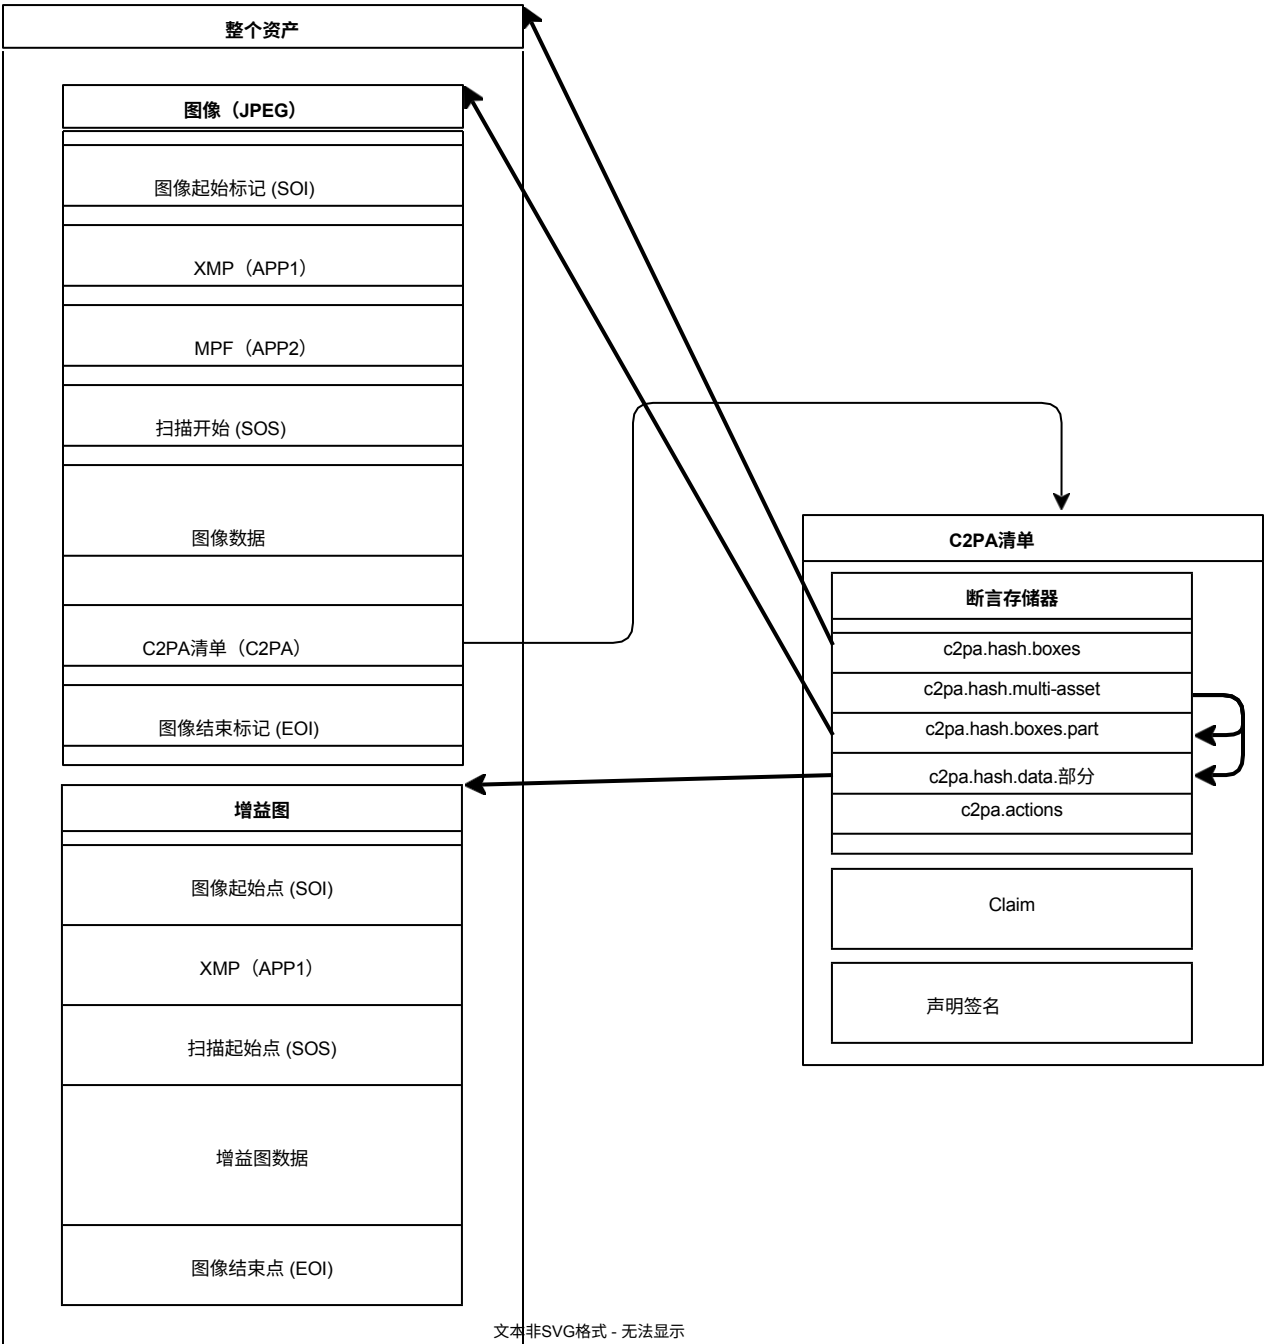 整个资产
图像（JPEG）
图像起始标记 (SOI)
XMP（APP1）
MPF（APP2）
扫描开始 (SOS)
图像数据
C2PA清单（C2PA）
图像结束标记 (EOI)
增益图
图像起始点 (SOI)
XMP（APP1）
扫描起始点 (SOS)
增益图数据
图像结束点 (EOI)
C2PA清单
断言存储器
c2pa.hash.boxes
c2pa.hash.multi-asset
c2pa.hash.boxes.part
c2pa.hash.data.部分
c2pa.actions
Claim
声明签名
文本非SVG格式 - 无法显示